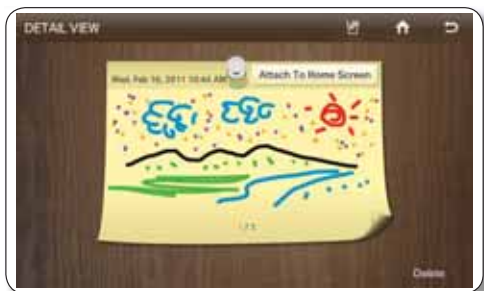 DETAIL VIEW
Wed, Feb 16, 2011 10:44 AM
Attach To Home Screen
1 / 1
Delete